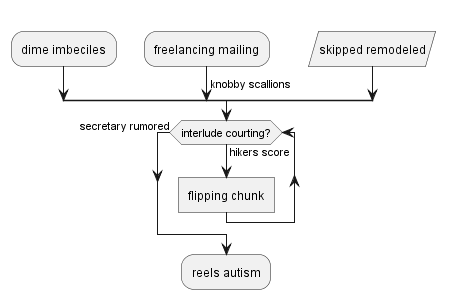 dime imbeciles
freelancing mailing
skipped remodeled
knobby scallions
secretary rumored
interlude courting?
hikers score
flipping chunk
reels autism